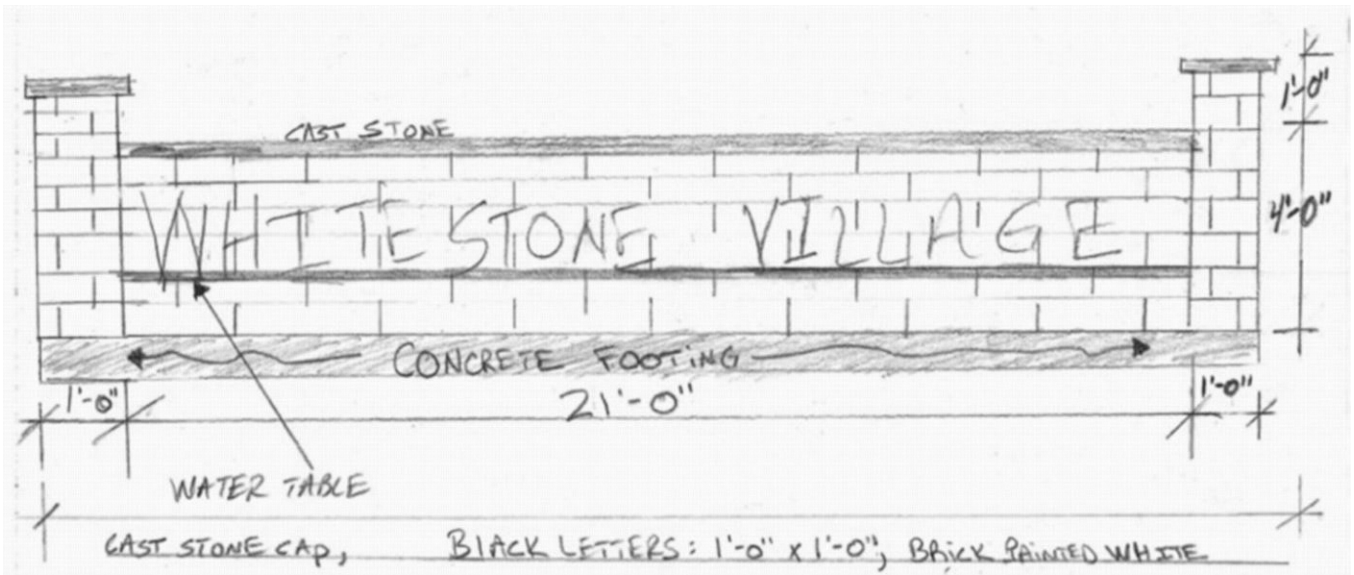 1'-0"
CAST STONE
4'-0"
WHITESTONE VILLAGE
CONCRETE FOOTING
1'-0"
21'-0"
1'-0"
WATER TABLE
CAST STONE CAP, BLACK LETTERS: 1'-0" x 1'-0", BRICK PAINTED WHITE